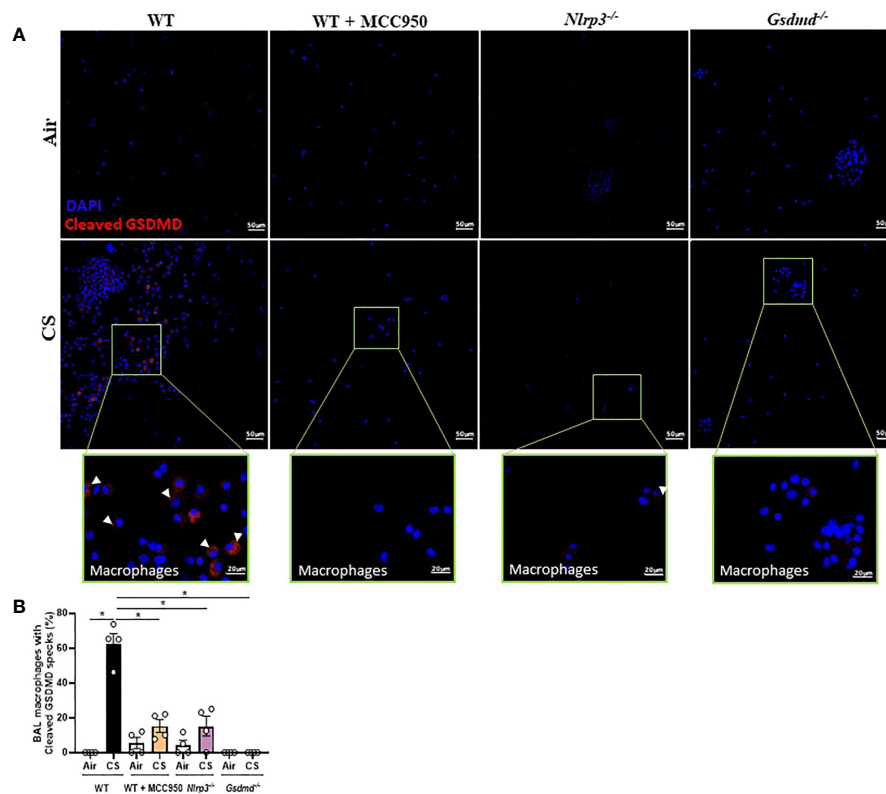 A
WT
WT + MCC950
Nlrp3-/-
Gsdmd-/-
Air
DAPI
Cleaved GSDMD
50µm
50µm
50µm
50µm
CS
50µm
50µm
50µm
50µm
Macrophages
20µm
Macrophages
20µm
Macrophages
20µm
Macrophages
20µm
B
BAL macrophages with
Cleaved GSDMD specks (%)
80
60
40
20
0
* * * *
Air CS Air CS Air CS Air CS
WT WT + MCC950 Nlrp3-/- Gsdmd-/-